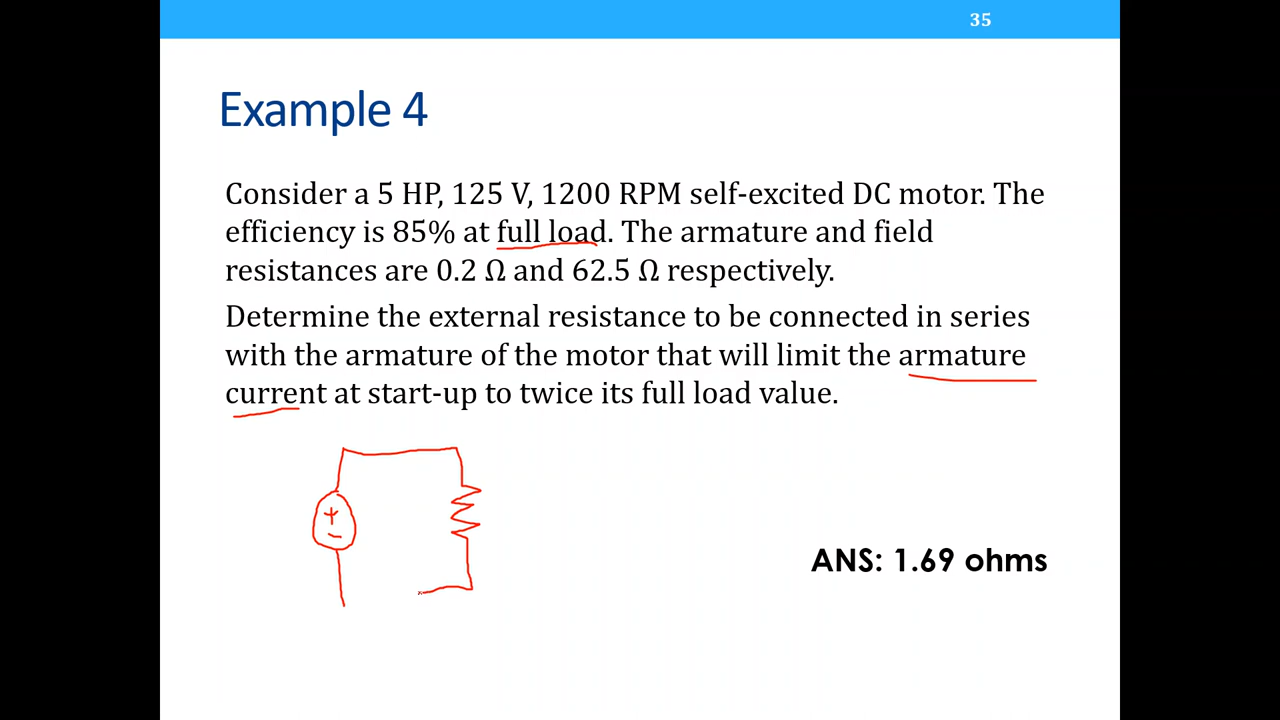 35
Example 4
Consider a 5 HP, 125 V, 1200 RPM self-excited DC motor. The
efficiency is 85% at full load. The armature and field
resistances are 0.2 Ω and 62.5 Ω respectively.
Determine the external resistance to be connected in series
with the armature of the motor that will limit the armature
current at start-up to twice its full load value.
+
-
ANS: 1.69 ohms